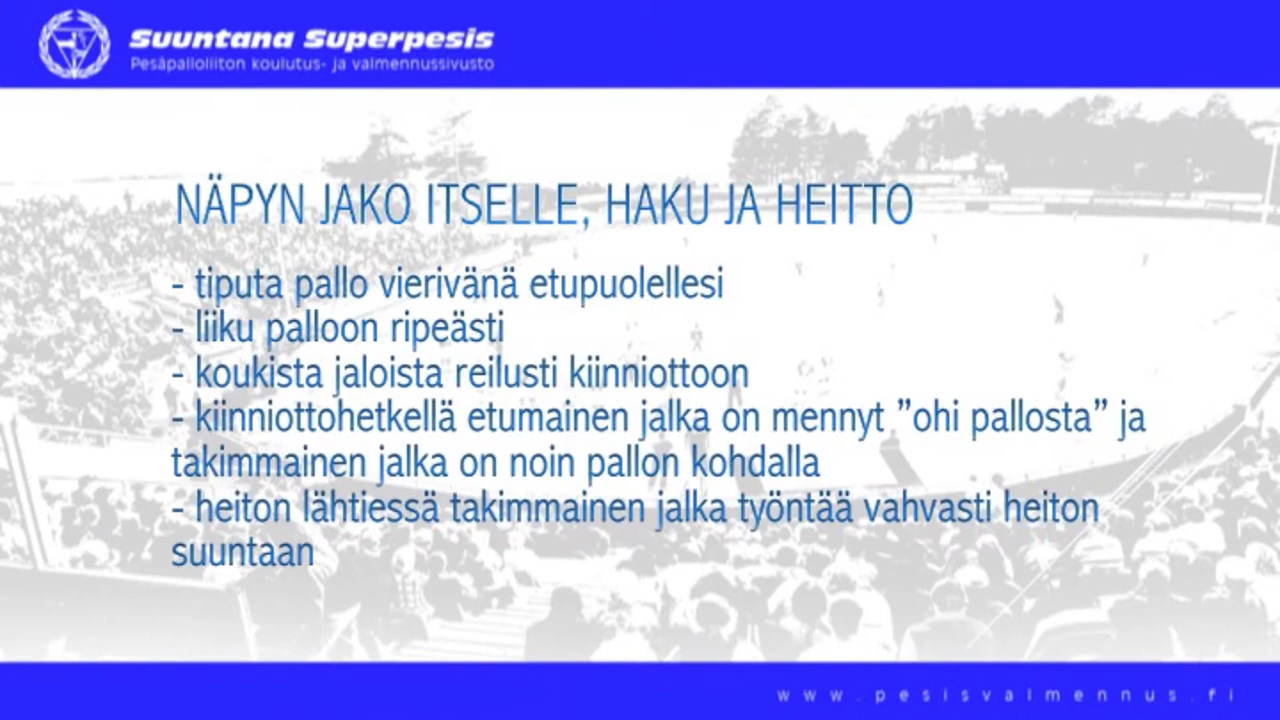 Suuntana Superpesis
Pesäpalloliiton koulutus- ja valmennussivusto
NÄPYN JAKO ITSELLE, HAKU JA HEITTO
- tiputa pallo vierivänä etupuolellesi
- liiku palloon ripeästi
- koukista jaloista reilusti kiinniottoon
- kiinniottohetkellä etumainen jalka on mennyt ”ohi pallosta” ja
takimmainen jalka on noin pallon kohdalla
- heiton lähtiessä takimmainen jalka työntää vahvasti heiton
suuntaan
www.pesisvalmennus.fi